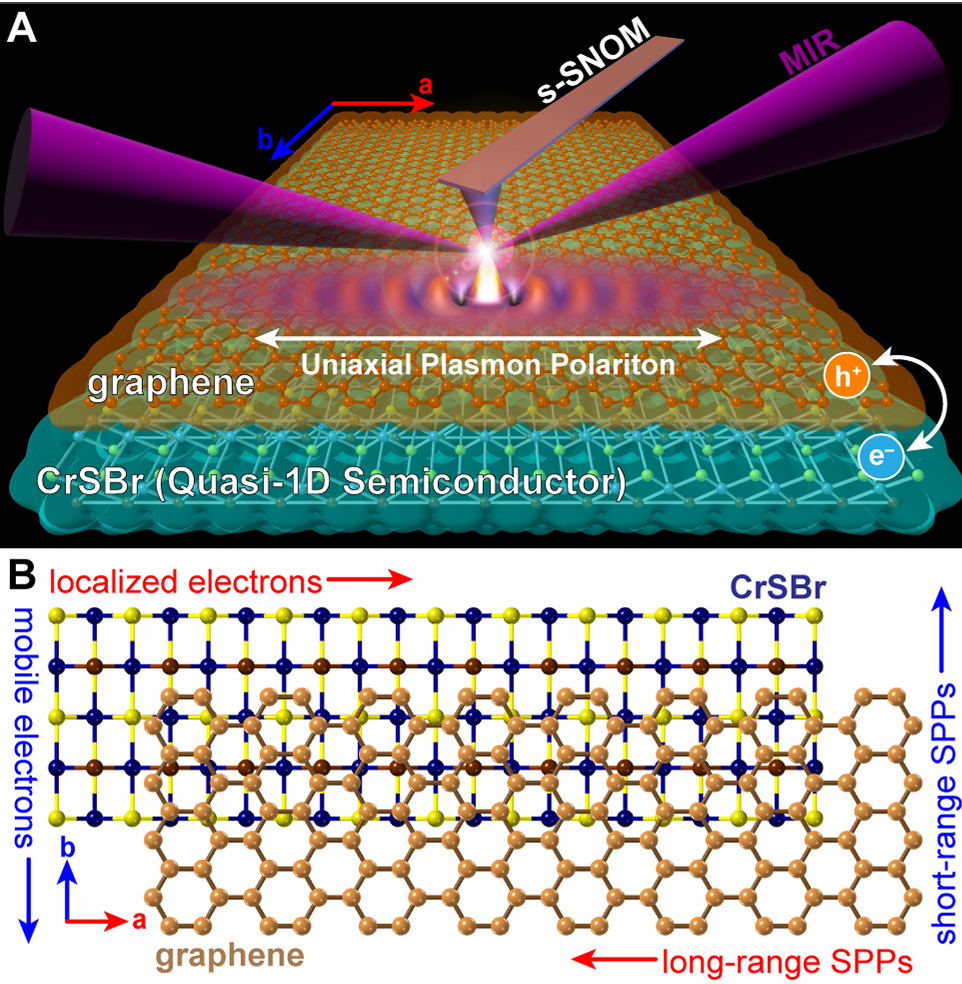 A
s-SNOM
MIR
a
b
Uniaxial Plasmon Polariton
graphene
h⁺
e⁻
CrSBr (Quasi-1D Semiconductor)
B
localized electrons
CrSBr
mobile electrons
short-range SPPs
b
a
graphene
long-range SPPs